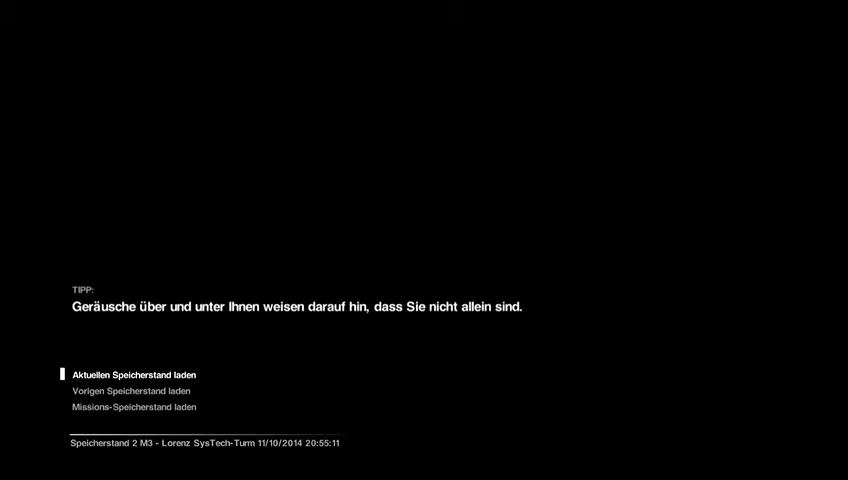 TIPP:
Geräusche über und unter Ihnen weisen darauf hin, dass Sie nicht allein sind.
Aktuellen Speicherstand laden
Vorigen Speicherstand laden
Missions-Speicherstand laden
Speicherstand 2 M3 - Lorenz SysTech-Turm 11/10/2014 20:55:11